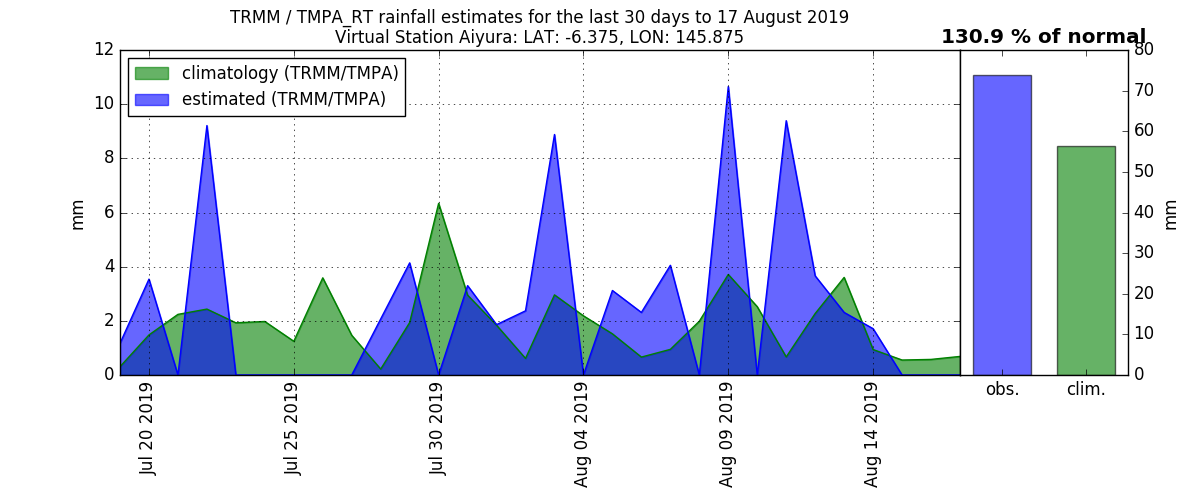 TRMM / TMPA_RT rainfall estimates for the last 30 days to 17 August 2019
Virtual Station Aiyura: LAT: -6.375, LON: 145.875
130.9 % of normal
climatology (TRMM/TMPA)
estimated (TRMM/TMPA)
12
10
8
6
4
2
0
mm
Jul 20 2019
Jul 25 2019
Jul 30 2019
Aug 04 2019
Aug 09 2019
Aug 14 2019
80
70
60
50
40
30
20
10
0
mm
obs.
clim.